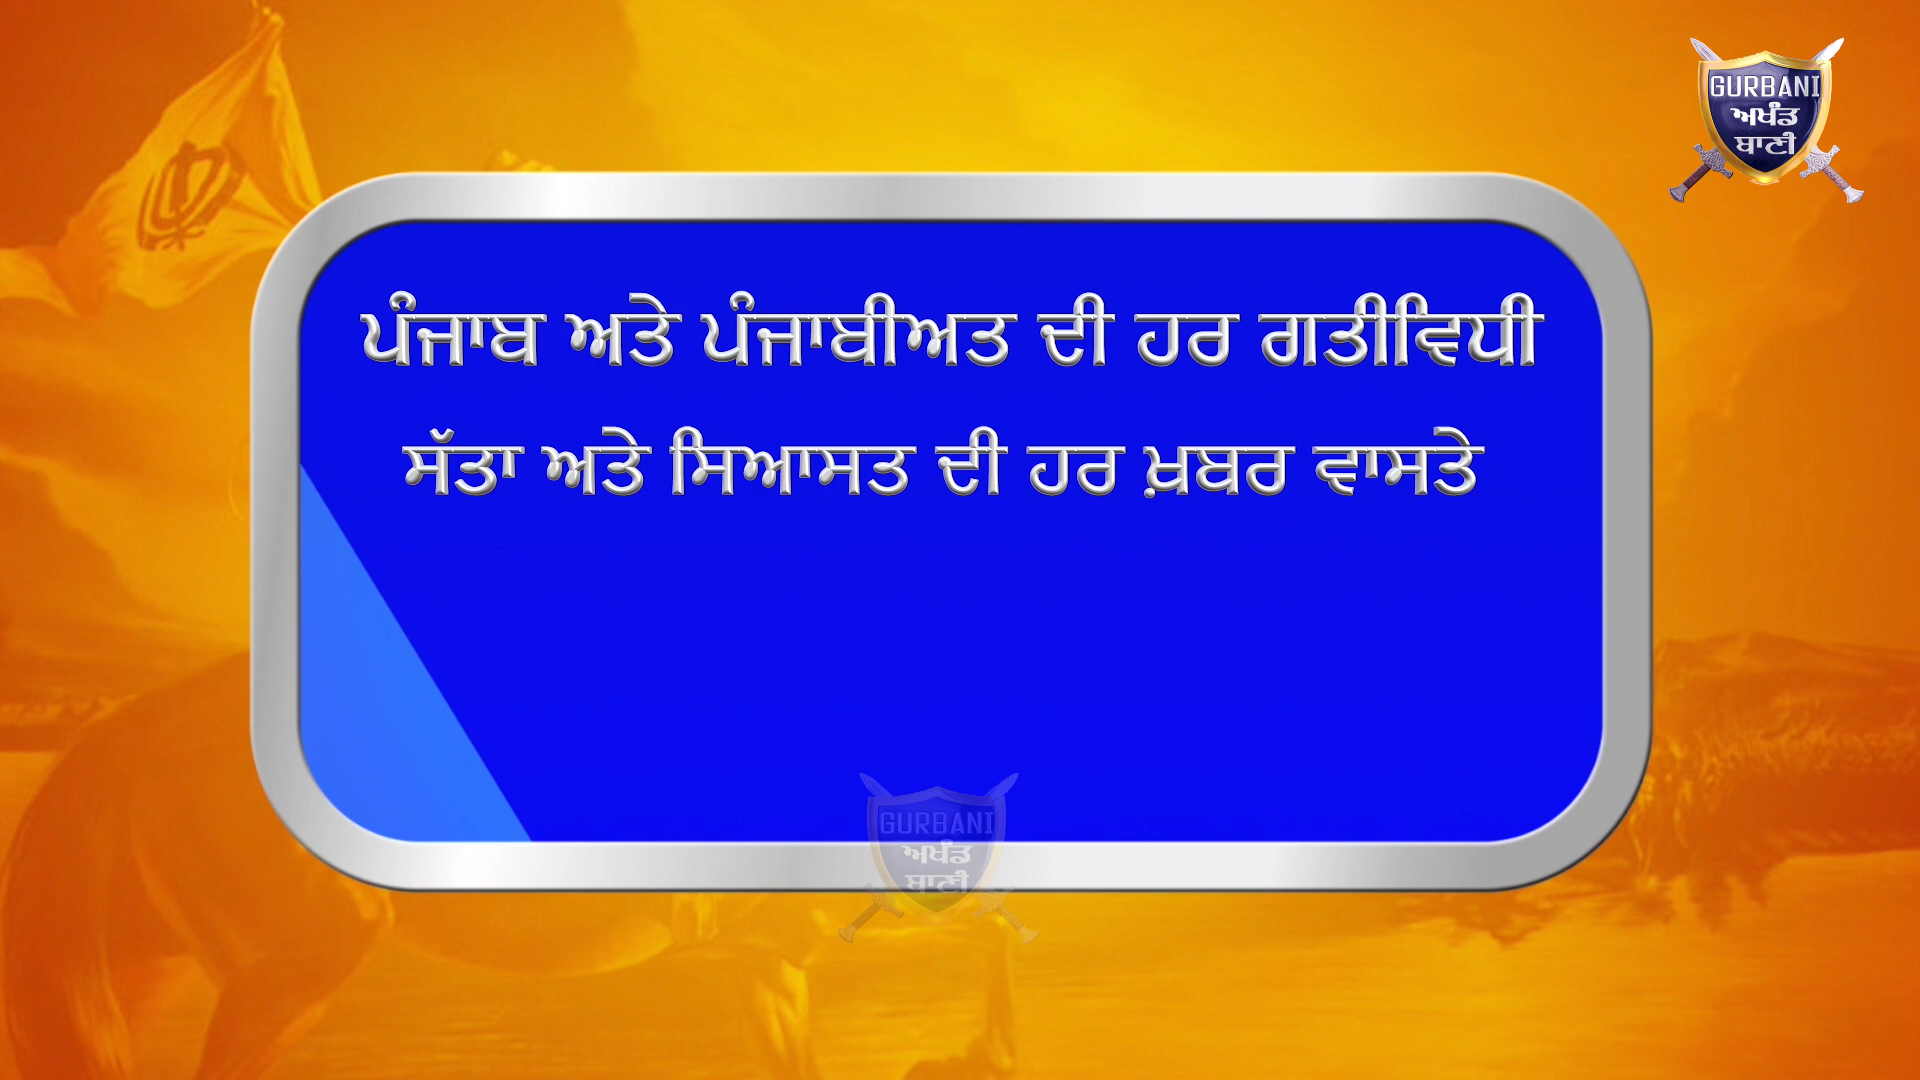 GURBANI
ਅਖੰਡ
ਬਾਣੀ
ਪੰਜਾਬ ਅਤੇ ਪੰਜਾਬੀਅਤ ਦੀ ਹਰ ਗਤੀਵਿਧੀ
ਸੱਤਾ ਅਤੇ ਸਿਆਸਤ ਦੀ ਹਰ ਖ਼ਬਰ ਵਾਸਤੇ
GURBANI
ਅਖੰਡ
ਬਾਣੀ